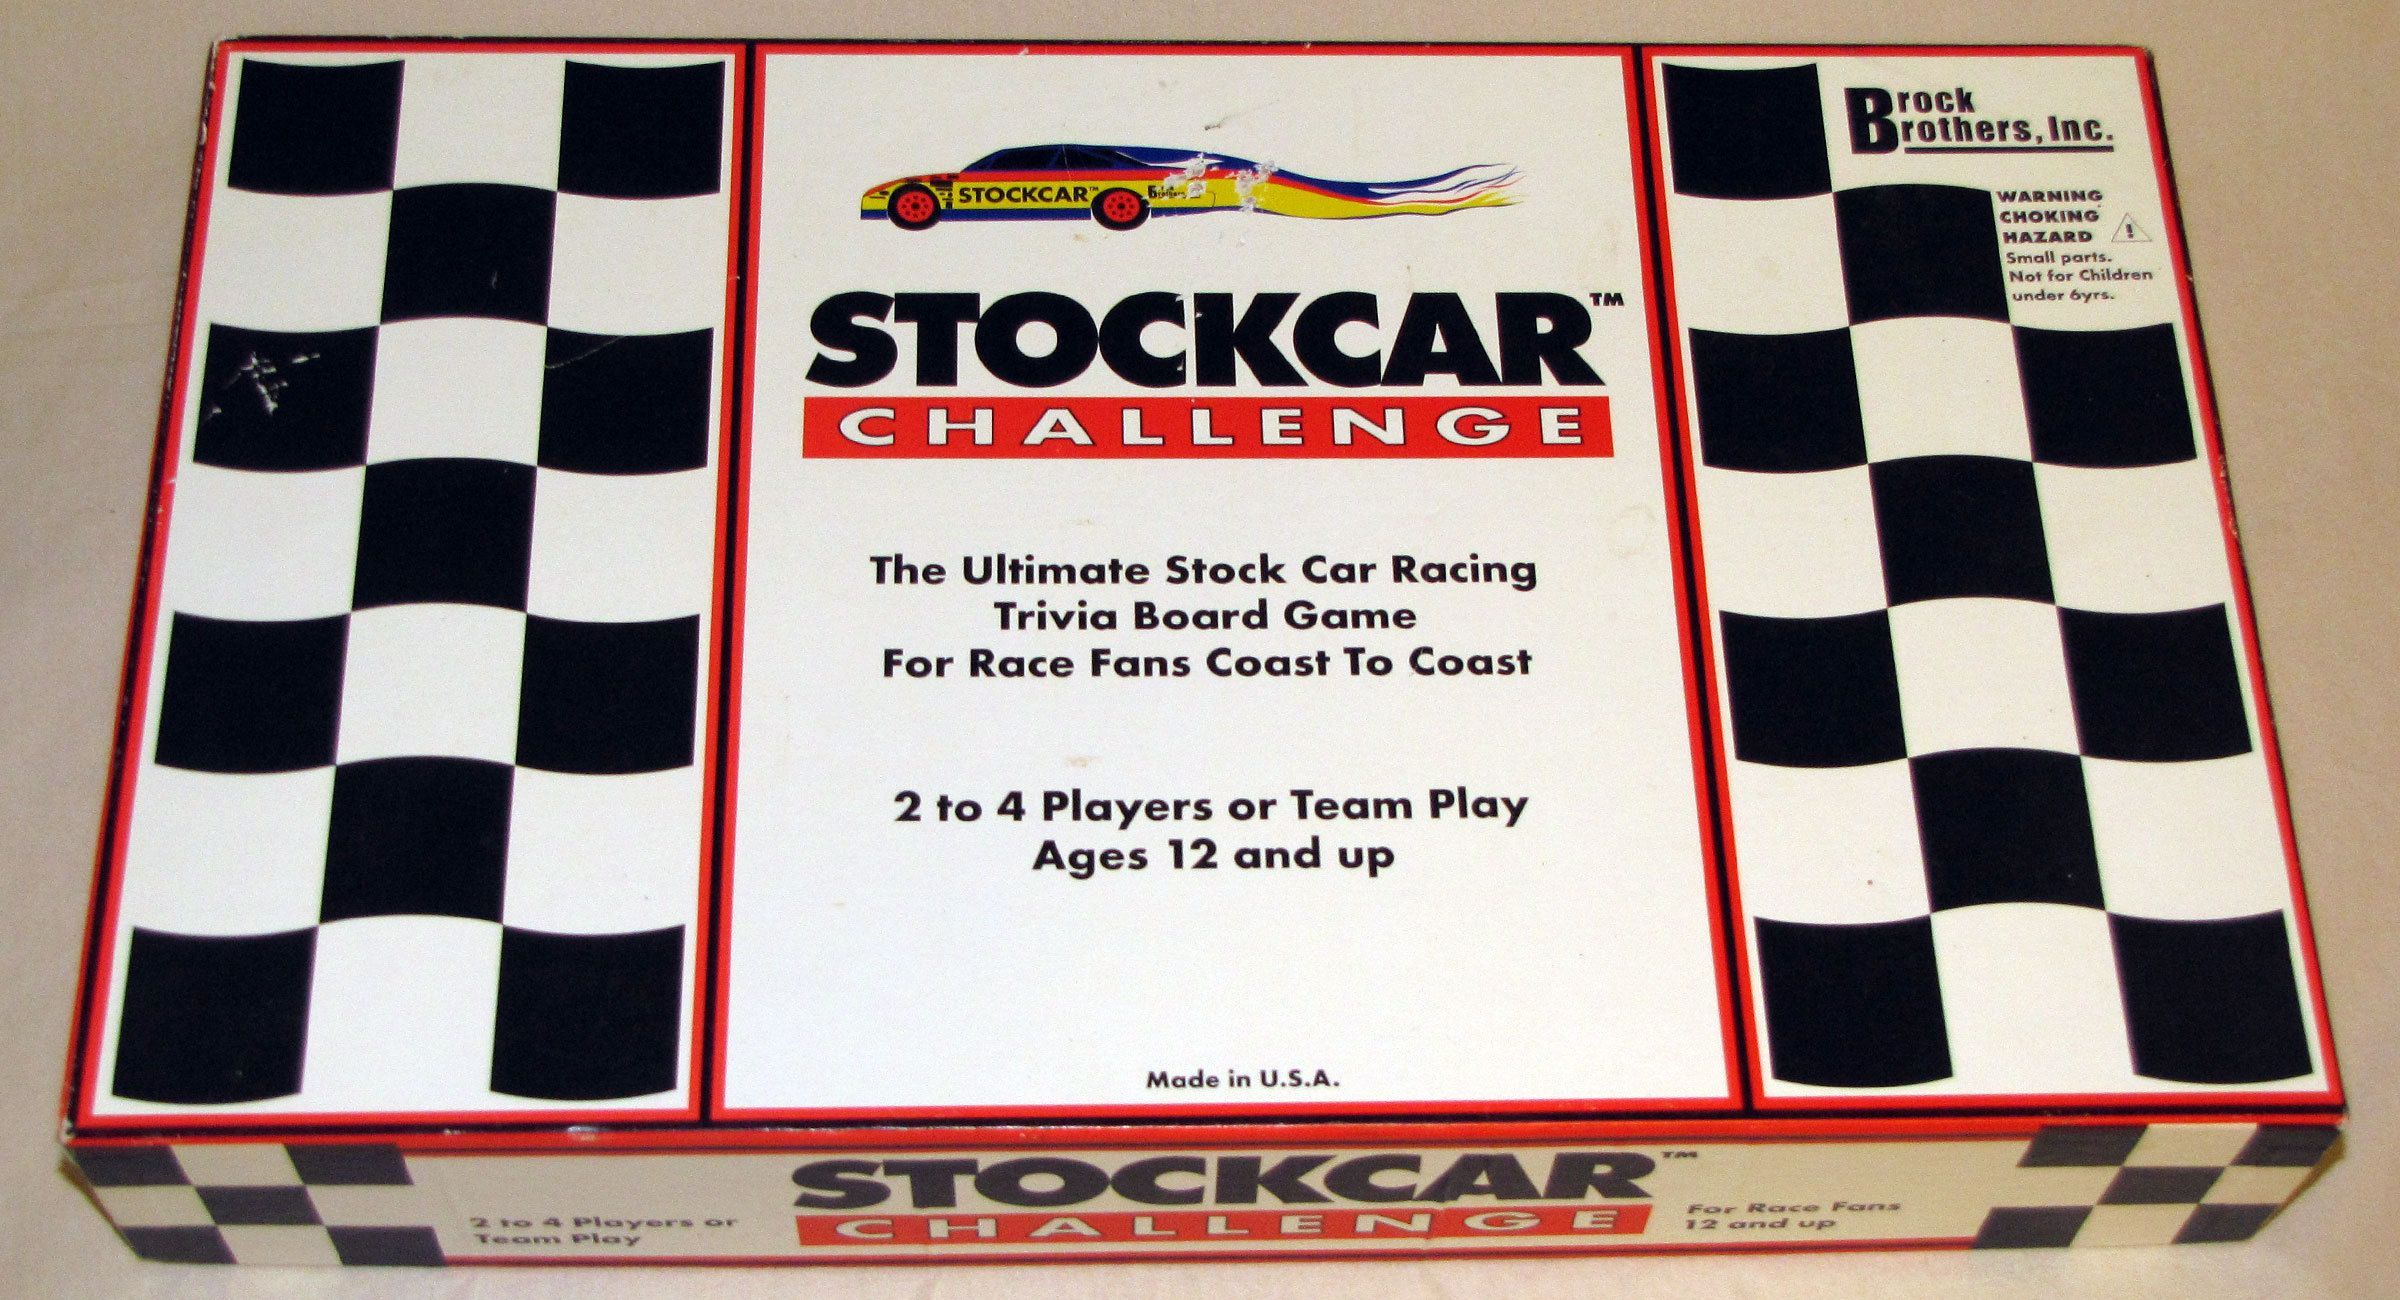 Brock
Brothers, Inc.
WARNING
CHOKING
HAZARD
!
Small parts.
Not for Children
under 6yrs.
STOCKCAR™
Brothers
STOCKCAR™
CHALLENGE
The Ultimate Stock Car Racing
Trivia Board Game
For Race Fans Coast To Coast
2 to 4 Players or Team Play
Ages 12 and up
Made in U.S.A.
2 to 4 Players or
Team Play
STOCKCAR™
CHALLENGE
For Race Fans
12 and up